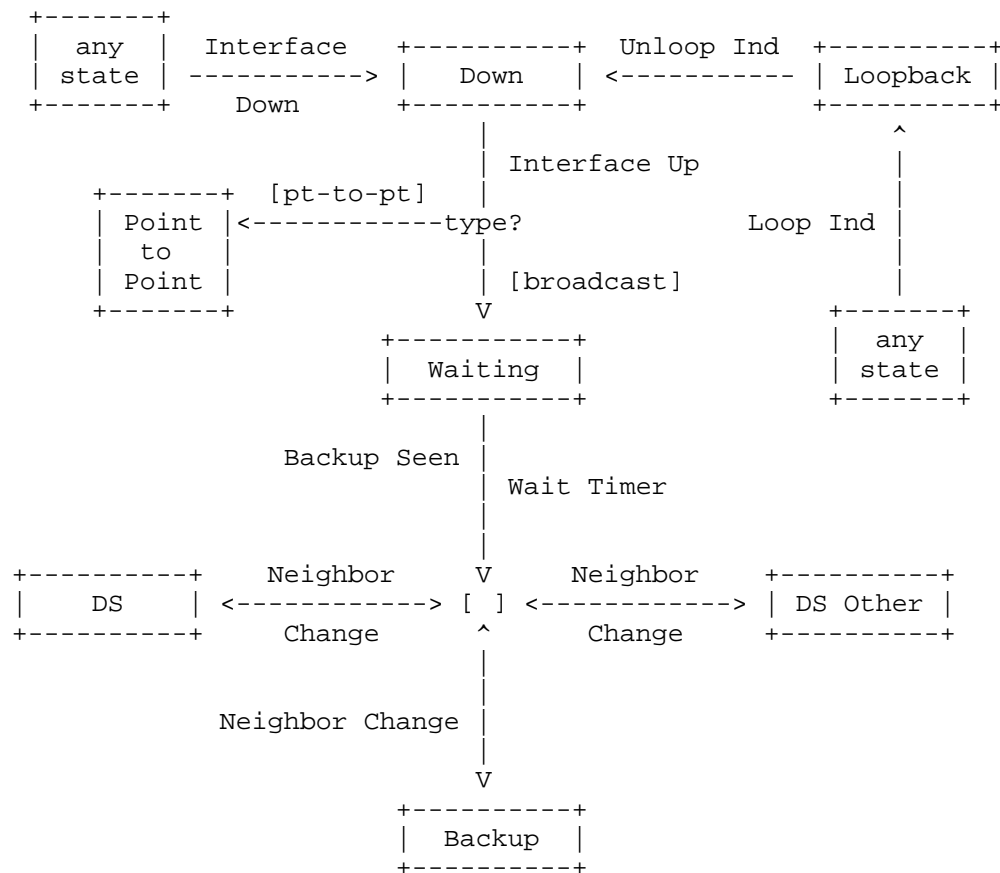 +-------+
| any | Interface +----------+ Unloop Ind +----------+
| state | -----------> | Down | <----------- | Loopback |
+-------+ Down +----------+ +----------+
| ^
| Interface Up |
+-------+ [pt-to-pt] | |
| Point |<------------type? Loop Ind |
| to | | |
| Point | | [broadcast] |
+-------+ V +-------+
+-----------+ | any |
| Waiting | | state |
+-----------+ +-------+
|
Backup Seen |
| Wait Timer
|
|
+----------+ Neighbor V Neighbor +----------+
| DS | <------------> [ ] <------------> | DS Other |
+----------+ Change ^ Change +----------+
|
|
Neighbor Change |
|
V
+----------+
| Backup |
+----------+